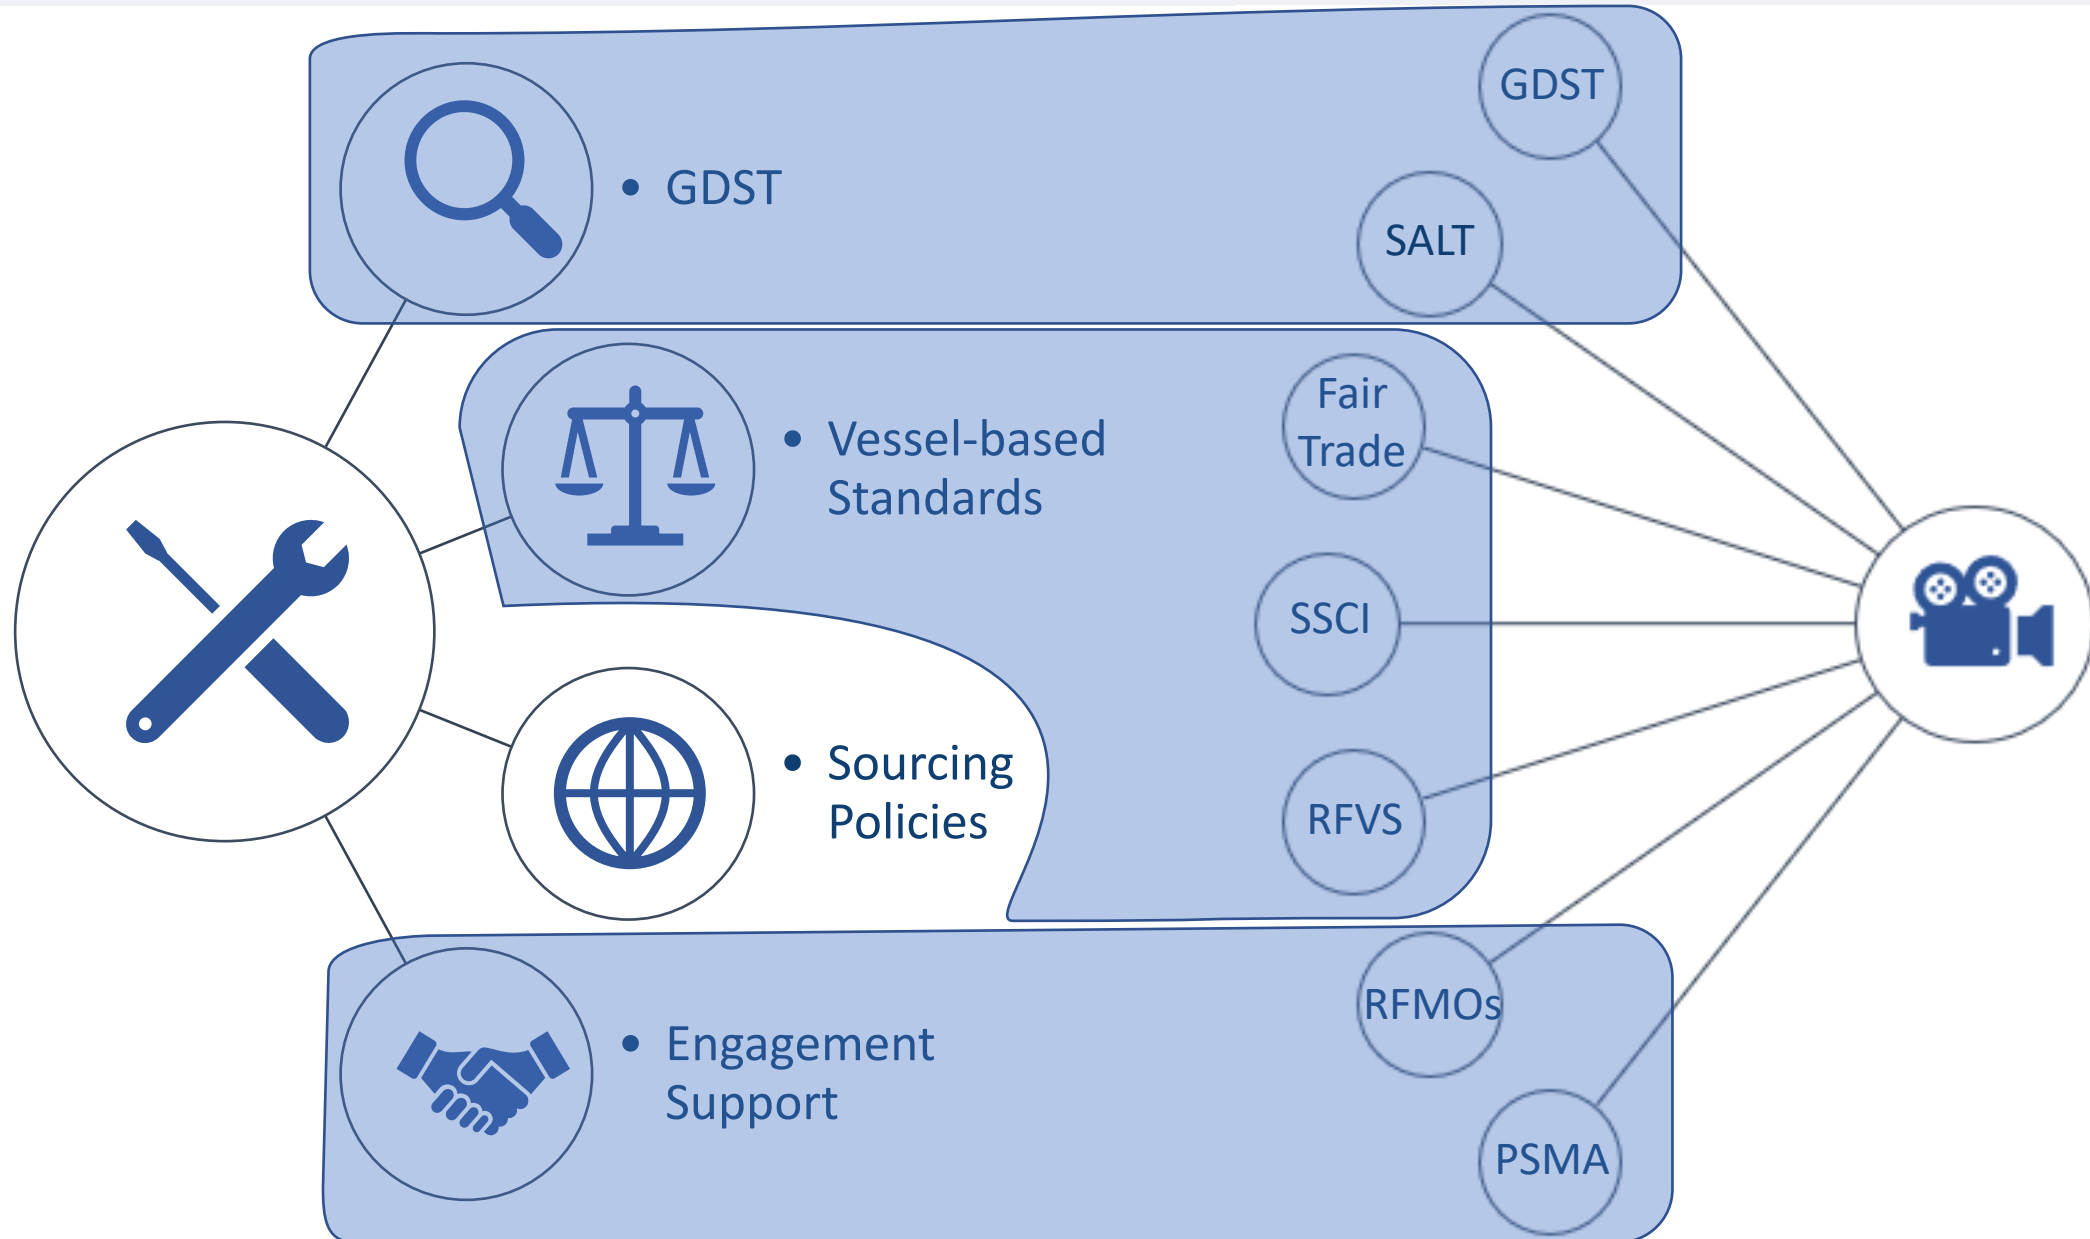 • GDST
GDST
SALT
• Vessel-based
Standards
Fair
Trade
SSCI
• Sourcing
Policies
RFVS
• Engagement
Support
RFMOs
PSMA